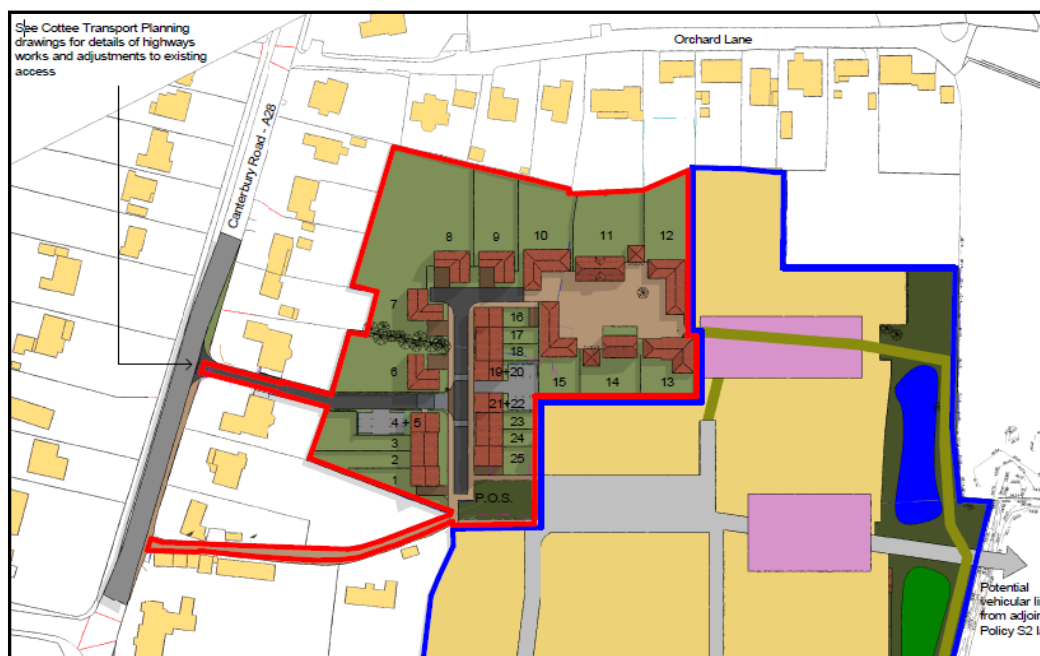 See Cottee Transport Planning
drawings for details of highways
works and adjustments to existing
access
Orchard Lane
Canterbury Road - A28
8
9
10
11
12
7
16
17
18
6
19+20
15
14
13
21+22
4 + 5
23
3
24
2
25
1
P.O.S.
Potential
vehicular li
from adjoin
Policy S2 l